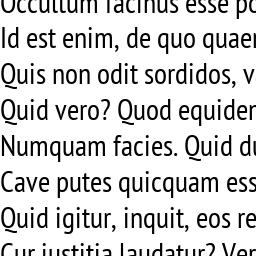 Occultum facinus esse po
Id est enim, de quo quaer
Quis non odit sordidos, v
Quid vero? Quod equider
Numquam facies. Quid du
Cave putes quicquam ess
Quid igitur, inquit, eos re
Cur iustitia laudatur? Ver